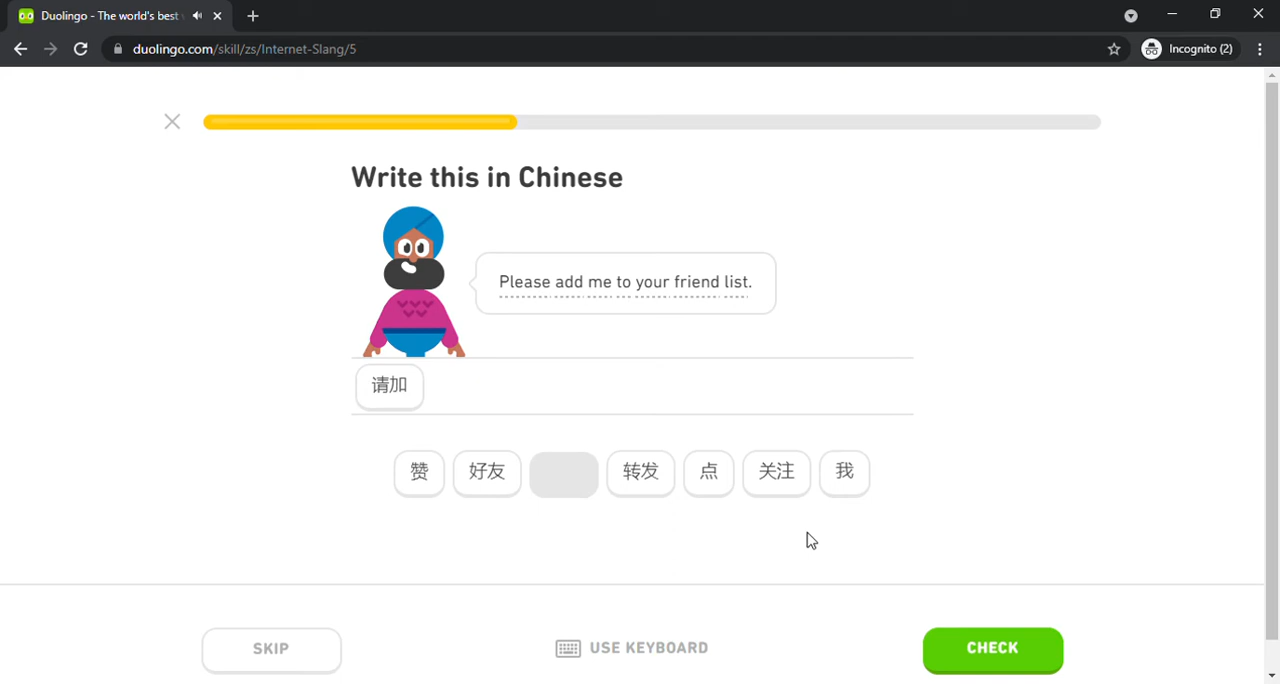 Duolingo - The world's best
duolingo.com/skill/zs/Internet-Slang/5
Incognito (2)
Write this in Chinese
Please add me to your friend list.
请加
赞 好友 转发 点 关注 我
SKIP
USE KEYBOARD
CHECK